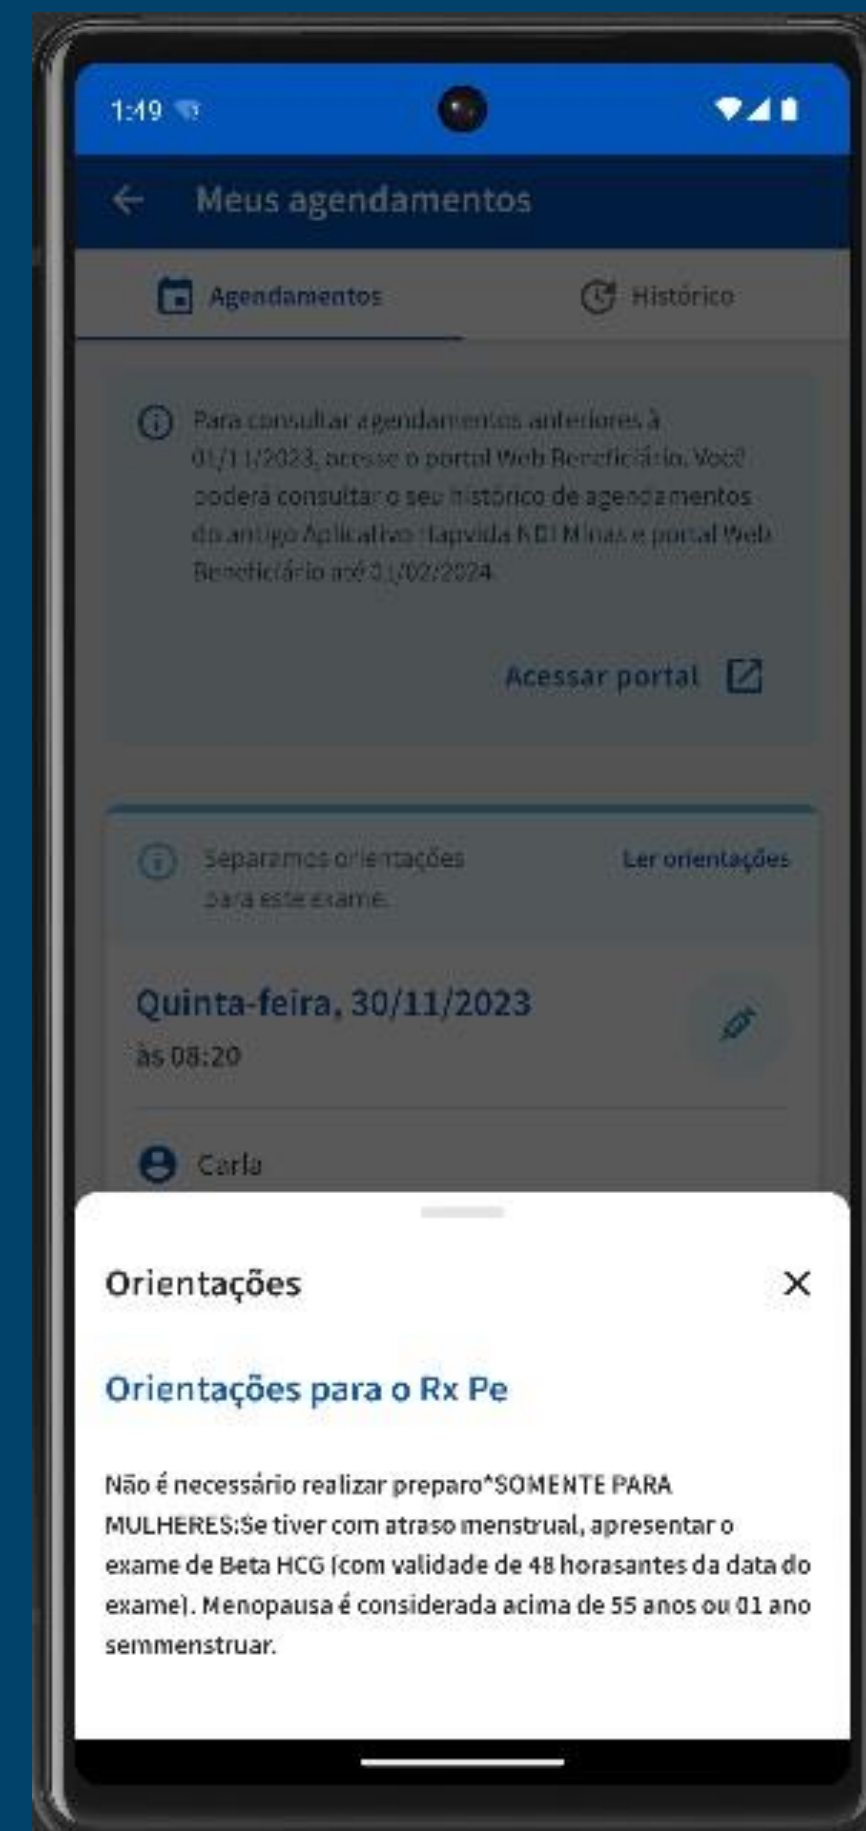 1:49
Meus agendamentos
Agendamentos
Histórico
Para consultar agendamentos anteriores à
01/11/2023, acesse o portal Web Beneficiário. Você
poderá consultar o seu histórico de agendamentos
do antigo Aplicativo Hapvida NDI Minas e portal Web
Beneficiário até 01/02/2024.
Acessar portal
Separamos orientações
para este exame.
Ler orientações
Quinta-feira, 30/11/2023
às 08:20
Carla
Orientações
Orientações para o Rx Pe
Não é necessário realizar preparo*SOMENTE PARA
MULHERES:Se tiver com atraso menstrual, apresentar o
exame de Beta HCG (com validade de 48 horasantes da data do
exame). Menopausa é considerada acima de 55 anos ou 01 ano
semmenstruar.